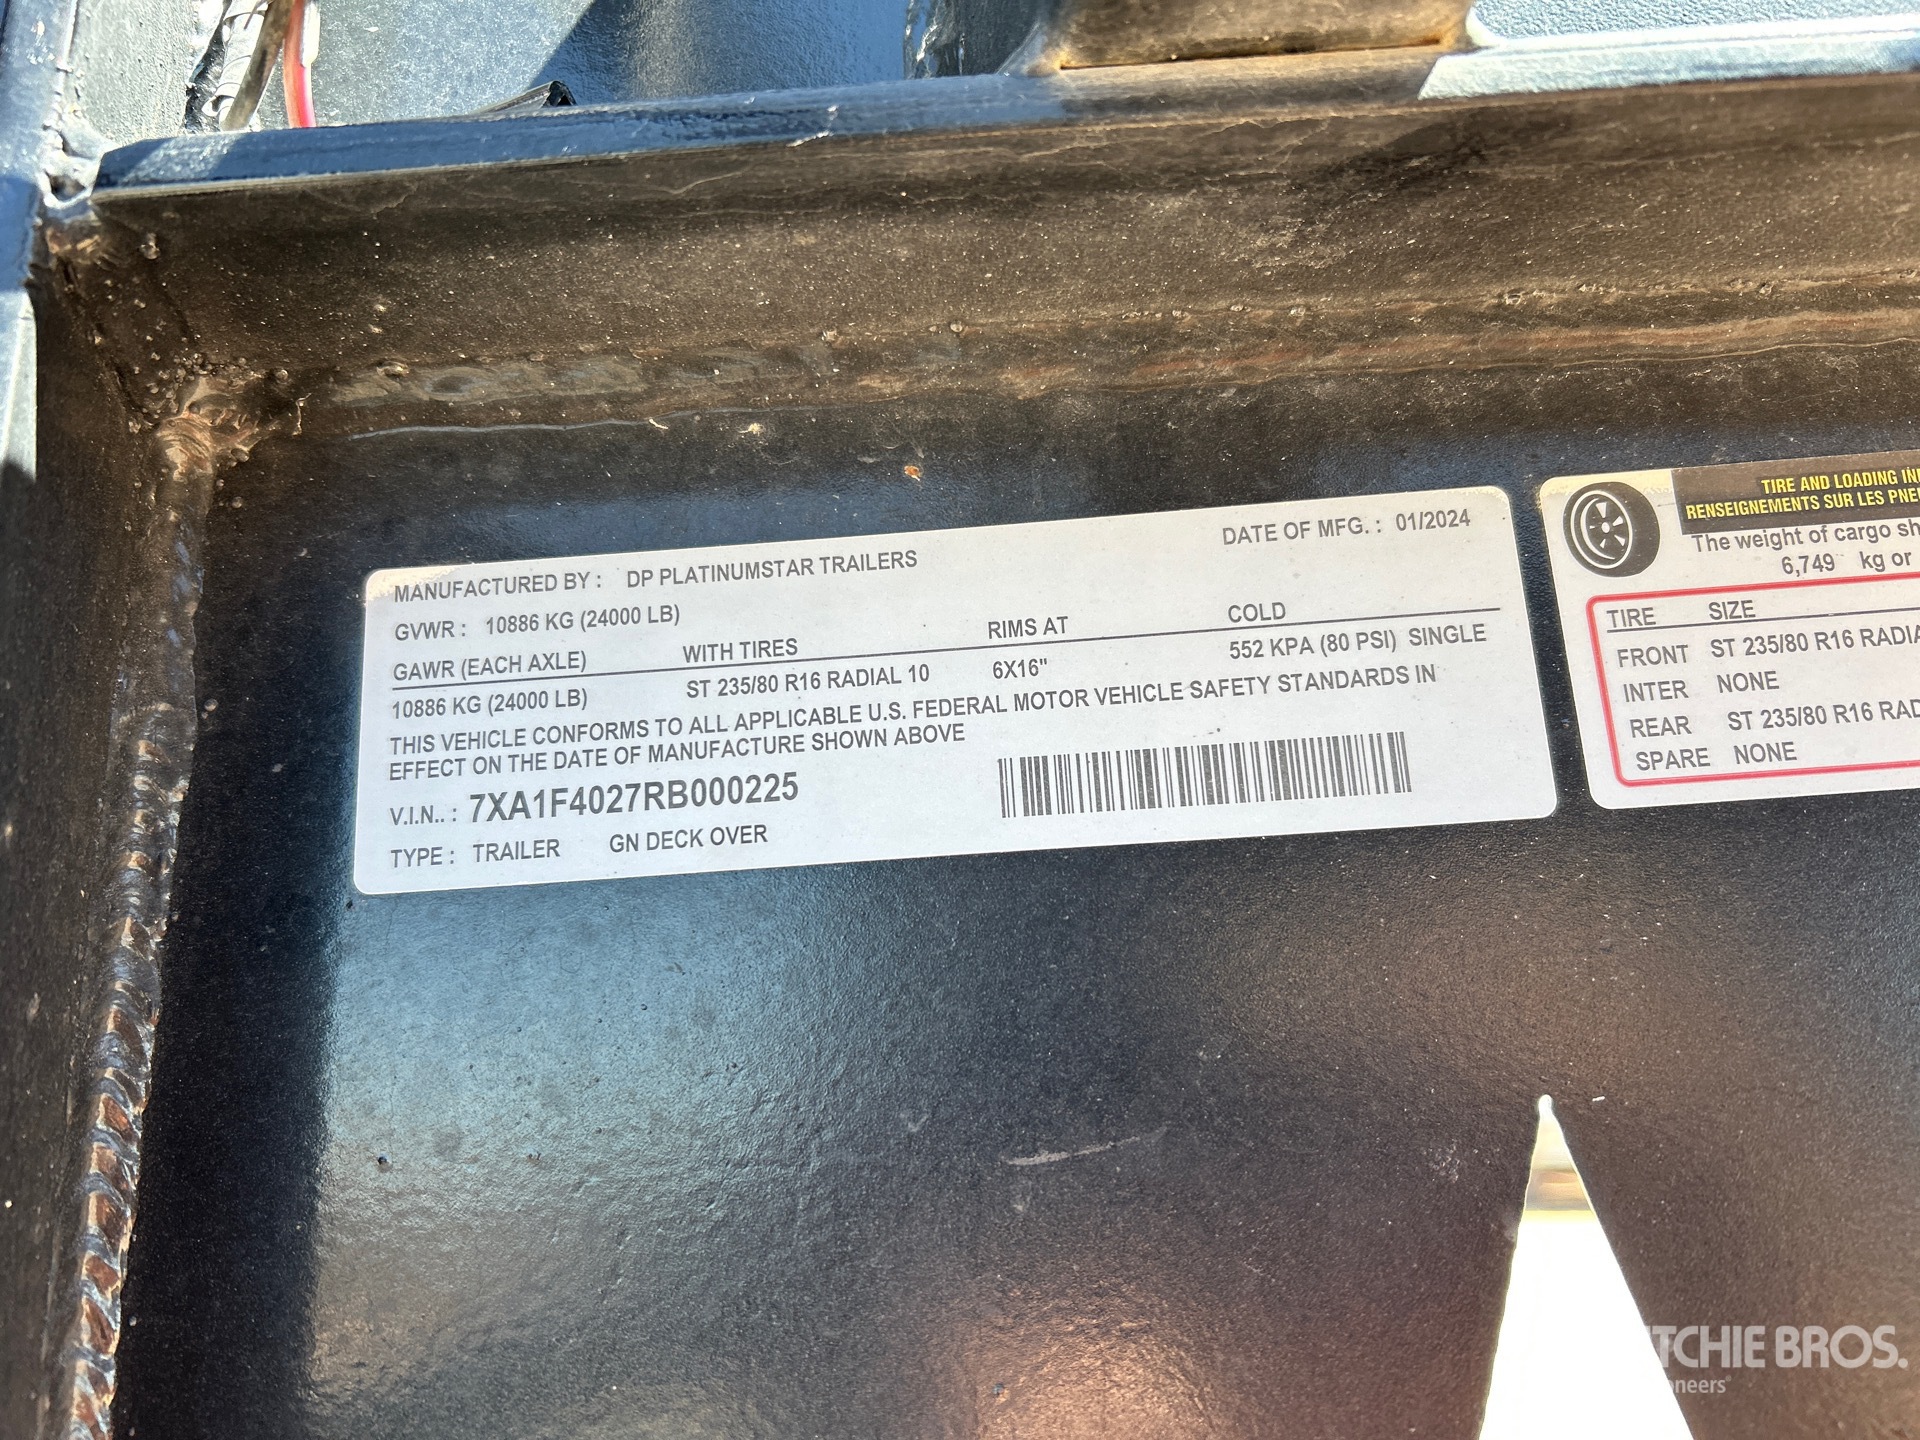 MANUFACTURED BY : DP PLATINUMSTAR TRAILERS DATE OF MFG. : 01/2024
GVWR : 10886 KG (24000 LB)
GAWR (EACH AXLE) WITH TIRES RIMS AT COLD
10886 KG (24000 LB) ST 235/80 R16 RADIAL 10 6X16" 552 KPA (80 PSI) SINGLE
THIS VEHICLE CONFORMS TO ALL APPLICABLE U.S. FEDERAL MOTOR VEHICLE SAFETY STANDARDS IN
EFFECT ON THE DATE OF MANUFACTURE SHOWN ABOVE
V.I.N.. : 7XA1F4027RB000225
TYPE : TRAILER GN DECK OVER
TIRE AND LOADING
RENSEIGNEMENTS SUR LES
The weight of cargo
6,749 kg or
TIRE SIZE
FRONT ST 235/80 R16
INTER NONE
REAR ST 235/80 R16
SPARE NONE
BROS.